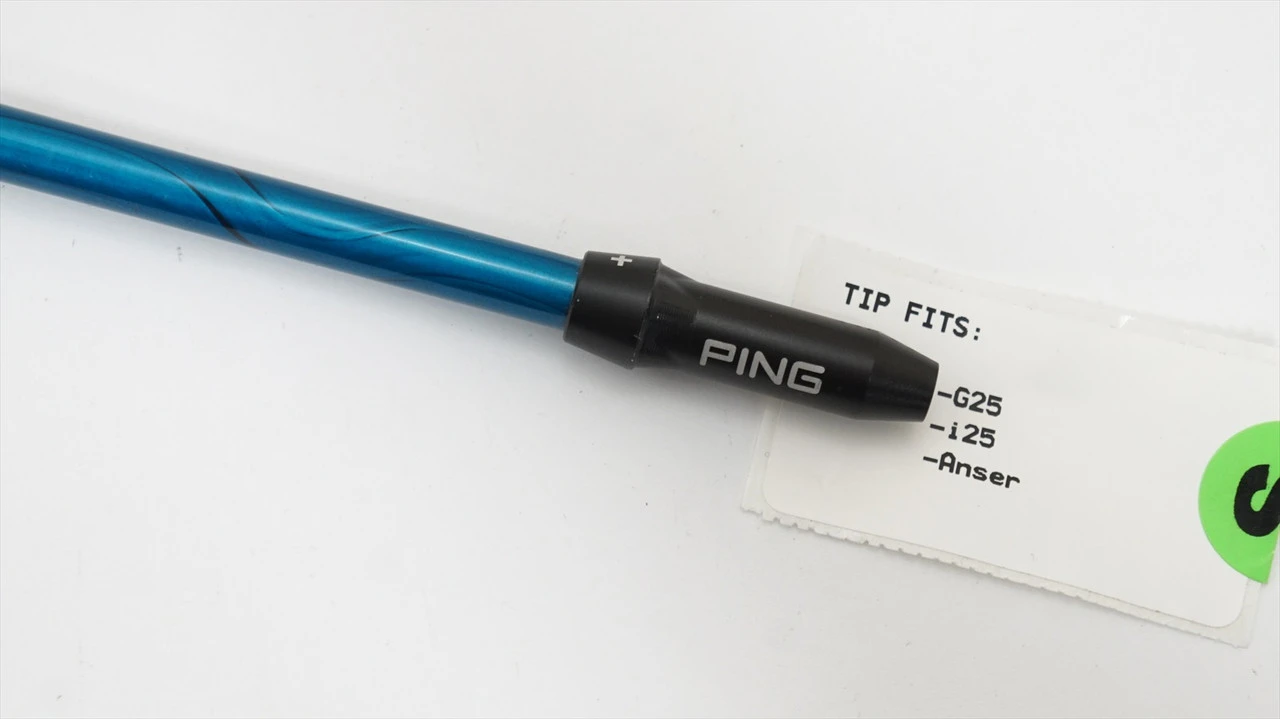 +
PING
TIP FITS:
-G25
-i25
-Anser
S